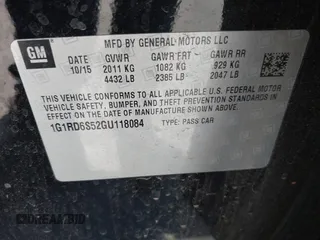 GM
MFD BY GENERAL MOTORS LLC
DATE GVWR GAWR FRT GAWR RR
10/15 2011 KG 1082 KG 929 KG
4432 LB 2385 LB 2047 LB
THIS VEHICLE CONFORMS TO ALL APPLICABLE U.S. FEDERAL MOTOR
VEHICLE SAFETY, BUMPER, AND THEFT PREVENTION STANDARDS IN
EFFECT ON THE DATE OF MANUFACTURE SHOWN ABOVE.
1G1RD6S52GU118084 TYPE: PASS CAR
DREAMBID